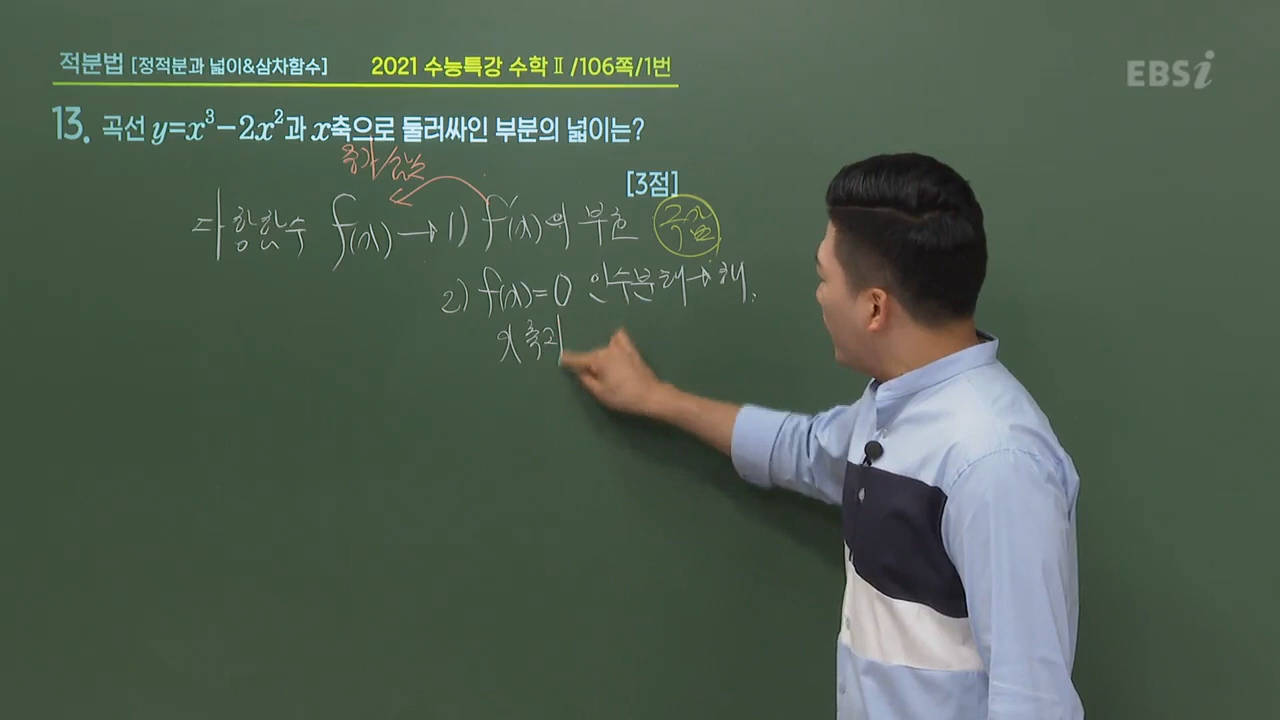 적분법 [정적분과 넓이&삼차함수] 2021 수능특강 수학Ⅱ/106쪽/1번
EBSi
13. 곡선 y=x³-2x²과 x축으로 둘러싸인 부분의 넓이는?
[3점]
증가/감소
다항함수 f(x) → 1) f'(x)의 부호 극값
2) f(x)=0 인수분해→해.
x축과